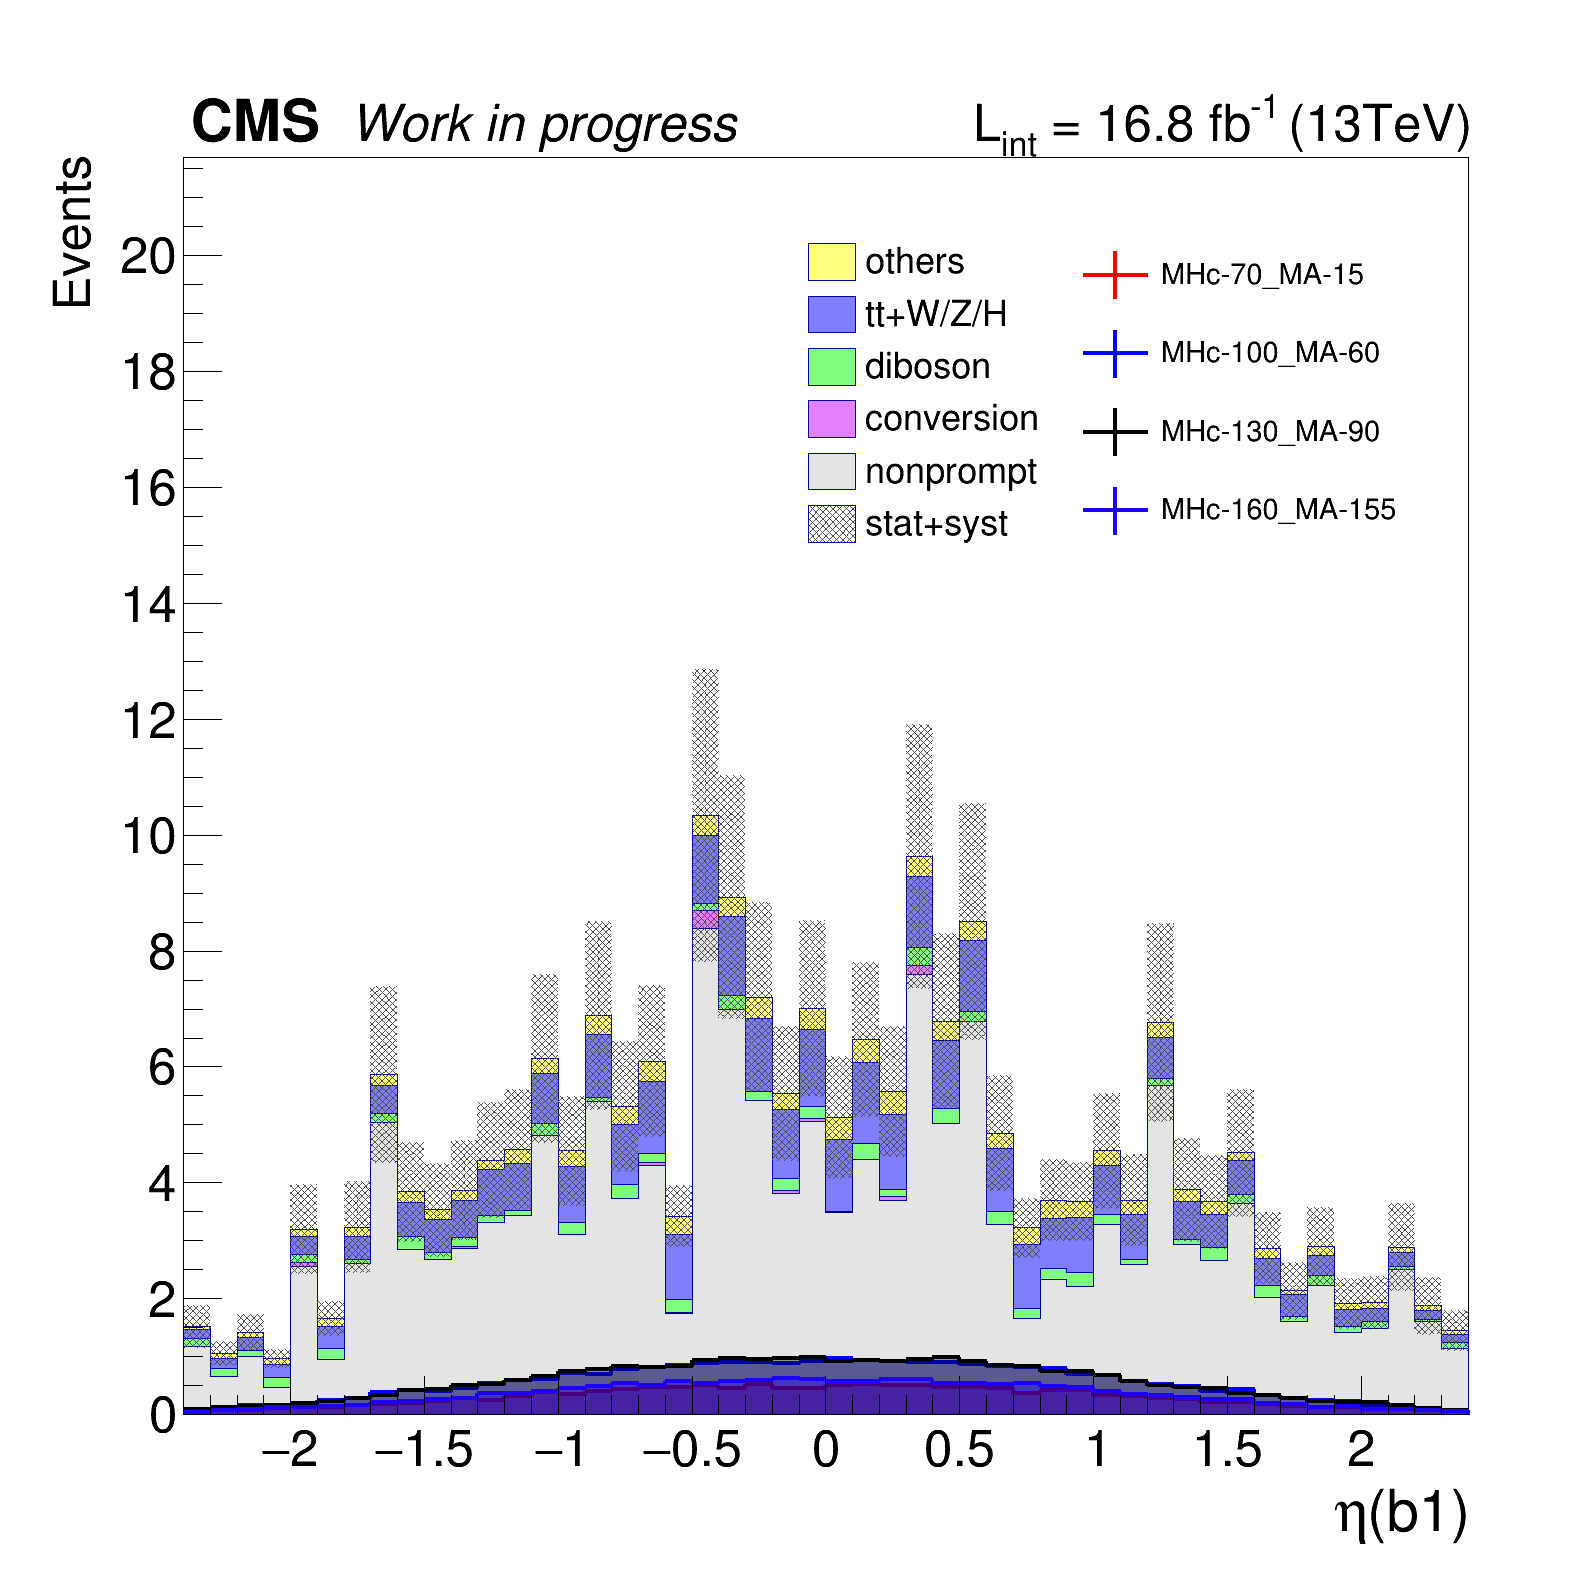 CMS Work in progress L_int = 16.8 fb^-1 (13TeV)
Events
20
18
16
14
12
10
8
6
4
2
0
others
tt+W/Z/H
diboson
conversion
nonprompt
stat+syst
MHc-70_MA-15
MHc-100_MA-60
MHc-130_MA-90
MHc-160_MA-155
−2 −1.5 −1 −0.5 0 0.5 1 1.5 2
η(b1)